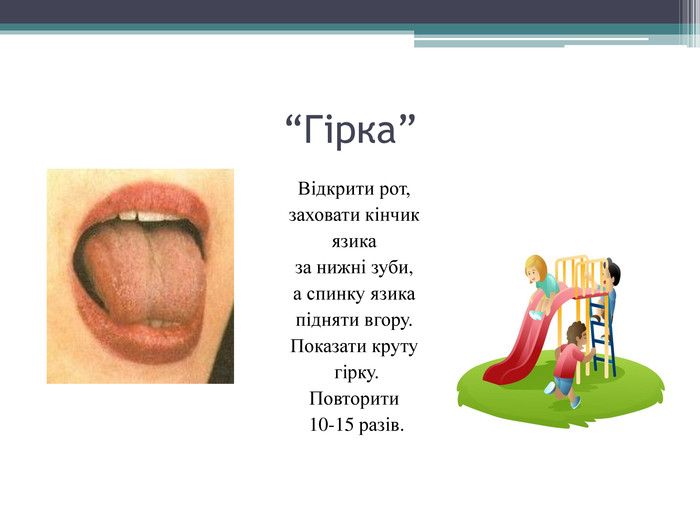 “Гірка”
Відкрити рот,
заховати кінчик
язика
за нижні зуби,
а спинку язика
підняти вгору.
Показати круту
гірку.
Повторити
10-15 разів.